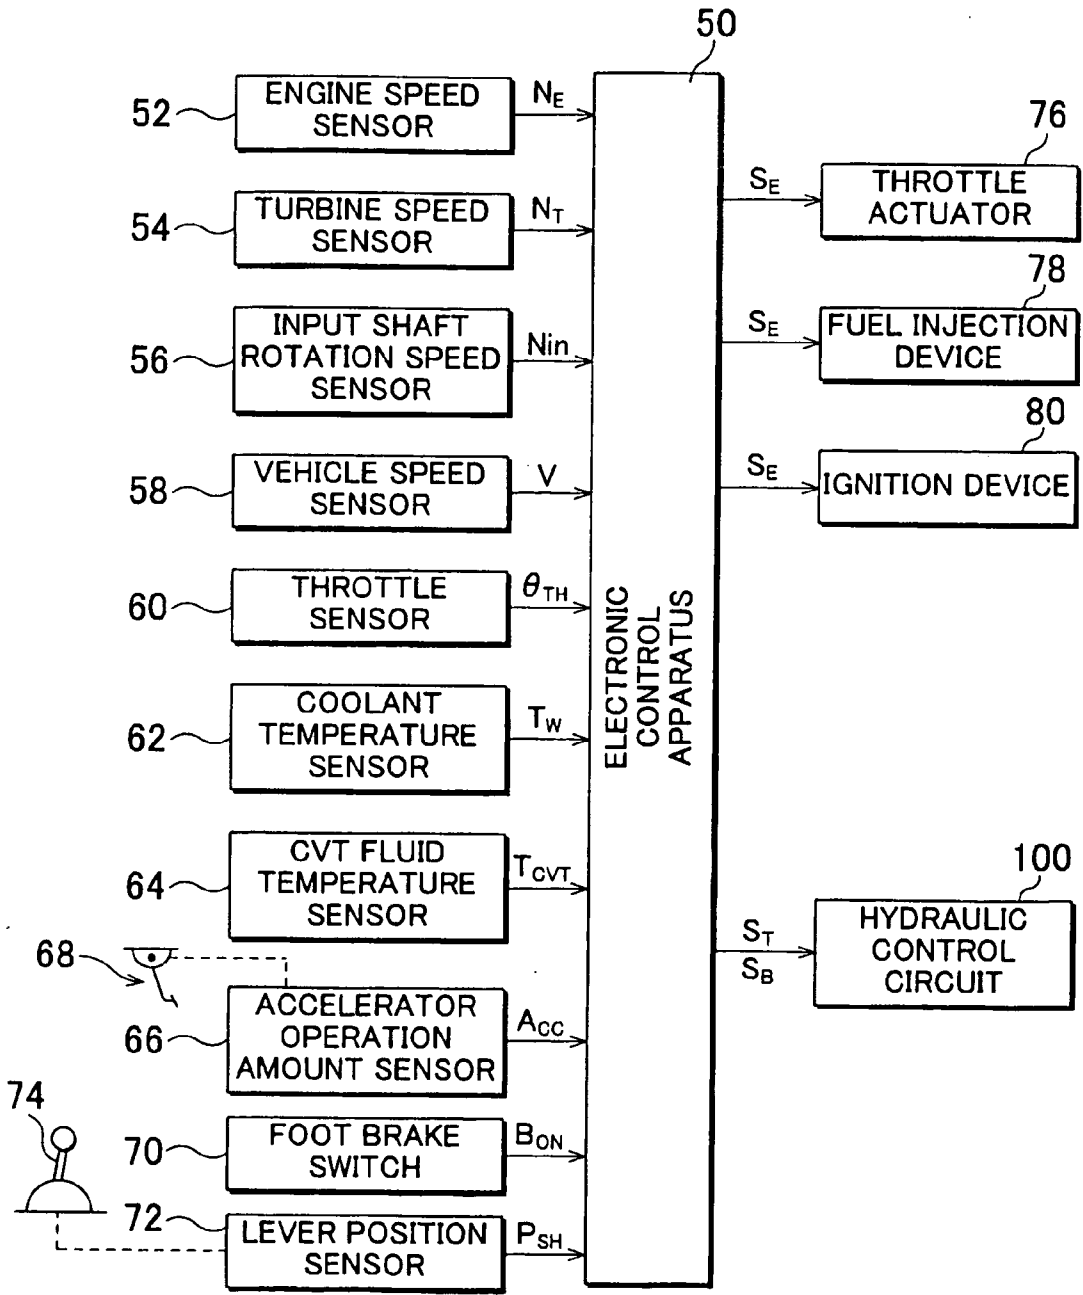 50
52
ENGINE SPEED
SENSOR
N_E
54
TURBINE SPEED
SENSOR
N_T
56
INPUT SHAFT
ROTATION SPEED
SENSOR
Nin
58
VEHICLE SPEED
SENSOR
V
60
THROTTLE
SENSOR
θ_TH
62
COOLANT
TEMPERATURE
SENSOR
T_W
64
CVT FLUID
TEMPERATURE
SENSOR
T_CVT
68
66
ACCELERATOR
OPERATION
AMOUNT SENSOR
A_CC
74
70
FOOT BRAKE
SWITCH
B_ON
72
LEVER POSITION
SENSOR
P_SH
ELECTRONIC
CONTROL
APPARATUS
76
S_E
THROTTLE
ACTUATOR
78
S_E
FUEL INJECTION
DEVICE
80
S_E
IGNITION DEVICE
100
S_T
S_B
HYDRAULIC
CONTROL
CIRCUIT